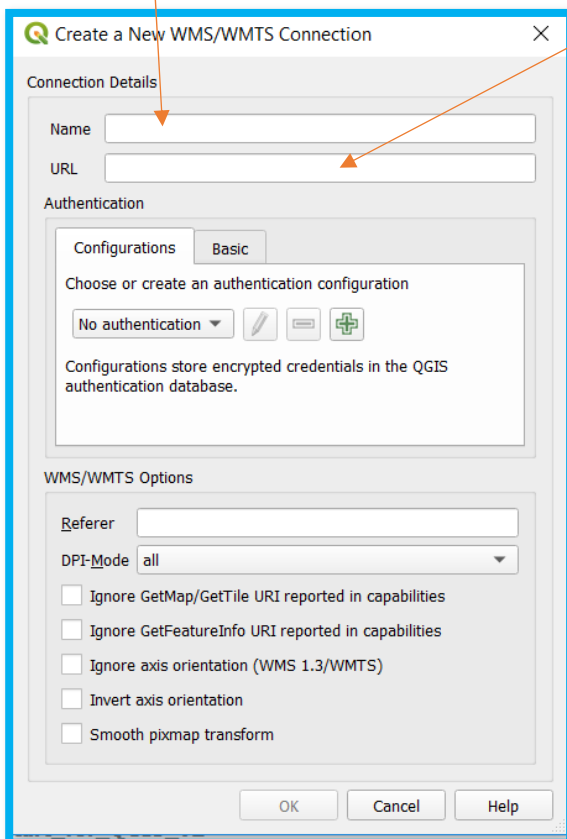 Create a New WMS/WMTS Connection
Connection Details
Name
URL
Authentication
Configurations Basic
Choose or create an authentication configuration
No authentication
Configurations store encrypted credentials in the QGIS
authentication database.
WMS/WMTS Options
Referer
DPI-Mode all
Ignore GetMap/GetTile URI reported in capabilities
Ignore GetFeatureInfo URI reported in capabilities
Ignore axis orientation (WMS 1.3/WMTS)
Invert axis orientation
Smooth pixmap transform
OK Cancel Help